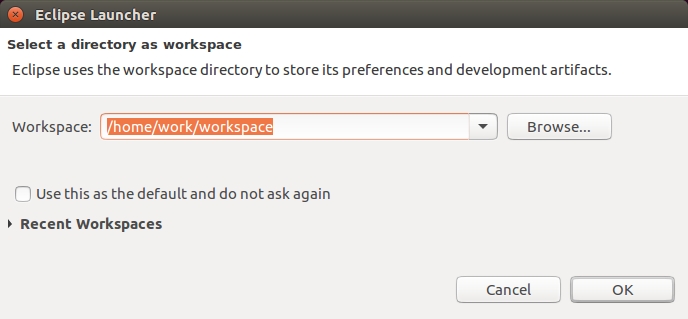 Eclipse Launcher
Select a directory as workspace
Eclipse uses the workspace directory to store its preferences and development artifacts.
Workspace: /home/work/workspace Browse...
Use this as the default and do not ask again
Recent Workspaces
Cancel OK